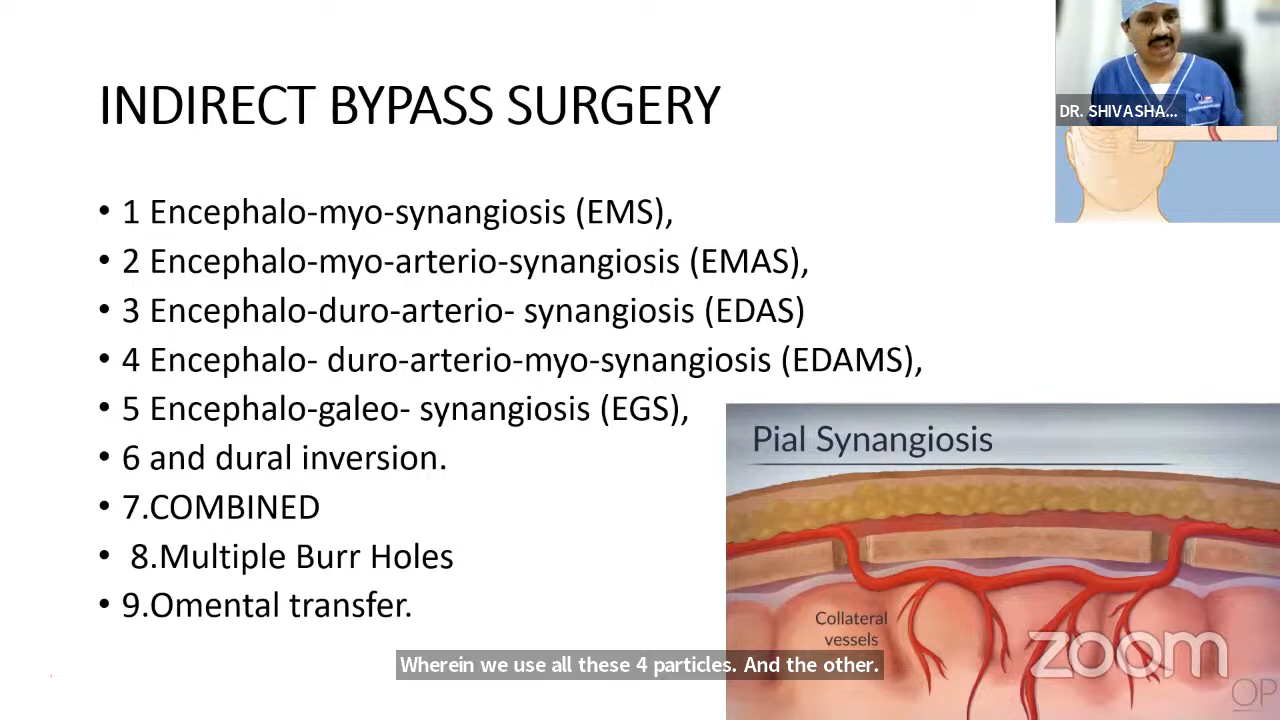 INDIRECT BYPASS SURGERY
DR. SHIVASHA...
• 1 Encephalo-myo-synangiosis (EMS),
• 2 Encephalo-myo-arterio-synangiosis (EMAS),
• 3 Encephalo-duro-arterio- synangiosis (EDAS)
• 4 Encephalo- duro-arterio-myo-synangiosis (EDAMS),
• 5 Encephalo-galeo- synangiosis (EGS),
• 6 and dural inversion.
• 7.COMBINED
• 8.Multiple Burr Holes
• 9.Omental transfer.
Pial Synangiosis
Collateral
vessels
zoom
Wherein we use all these 4 particles. And the other.
OP